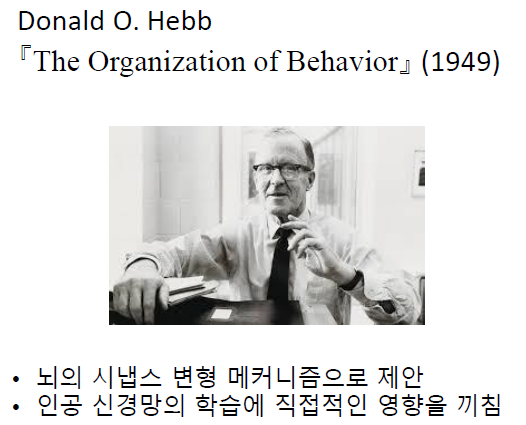 Donald O. Hebb
『The Organization of Behavior』 (1949)
• 뇌의 시냅스 변형 메커니즘으로 제안
• 인공 신경망의 학습에 직접적인 영향을 끼침